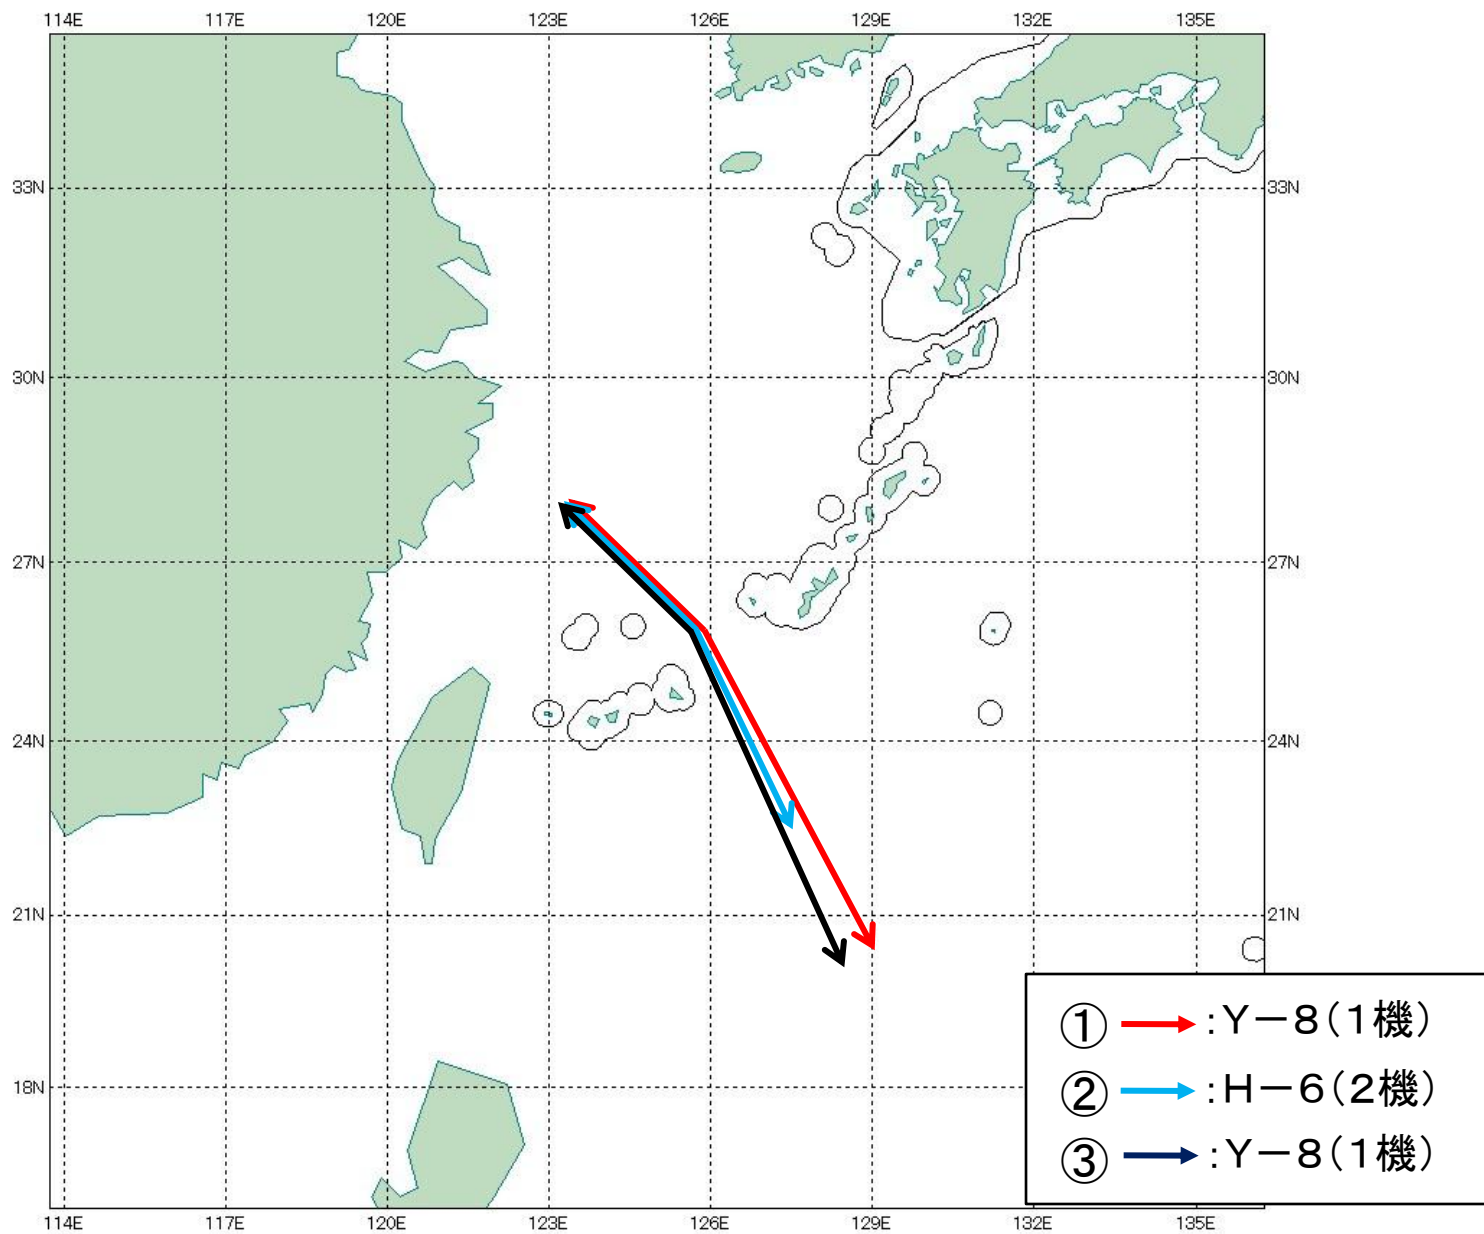 114E 117E 120E 123E 126E 129E 132E 135E
33N 33N
30N 30N
27N 27N
24N 24N
21N 21N
18N
①:Y−8(1機)
②:H−6(2機)
③:Y−8(1機)
114E 117E 120E 123E 126E 129E 132E 135E